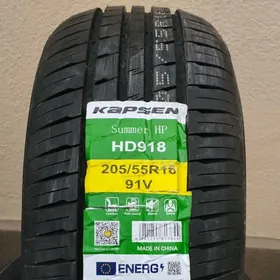 KAPSEN
Summer HP
HD918
205/55R16
91V
MADE IN CHINA
ENERG